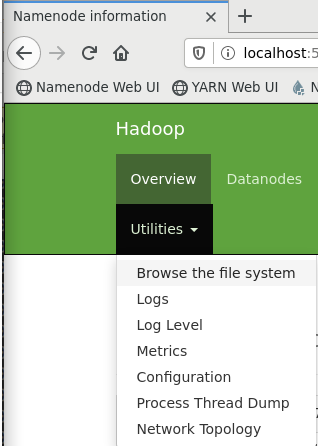 Namenode information
localhost:5
Namenode Web UI YARN Web UI N
Hadoop
Overview Datanodes
Utilities
Browse the file system
Logs
Log Level
Metrics
Configuration
Process Thread Dump
Network Topology